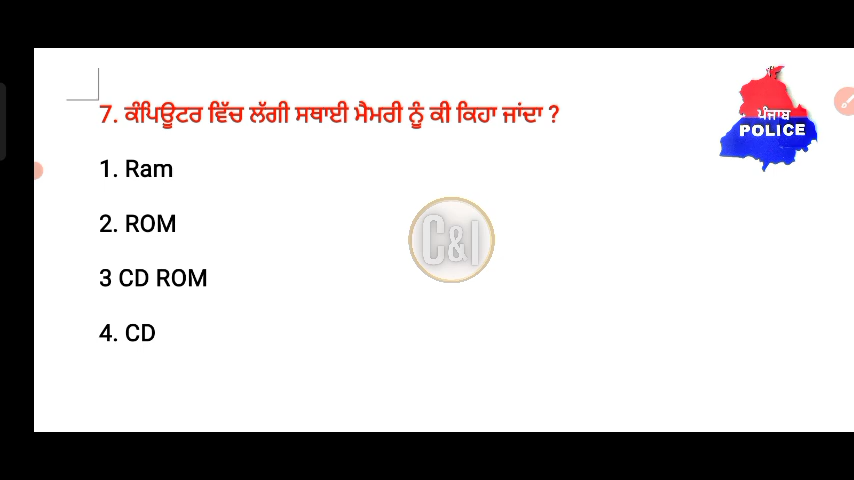 7. ਕੰਪਿਊਟਰ ਵਿੱਚ ਲੱਗੀ ਸਥਾਈ ਮੈਮਰੀ ਨੂੰ ਕੀ ਕਿਹਾ ਜਾਂਦਾ ?
ਪੰਜਾਬ
POLICE
1. Ram
2. ROM
C&I
3 CD ROM
4. CD